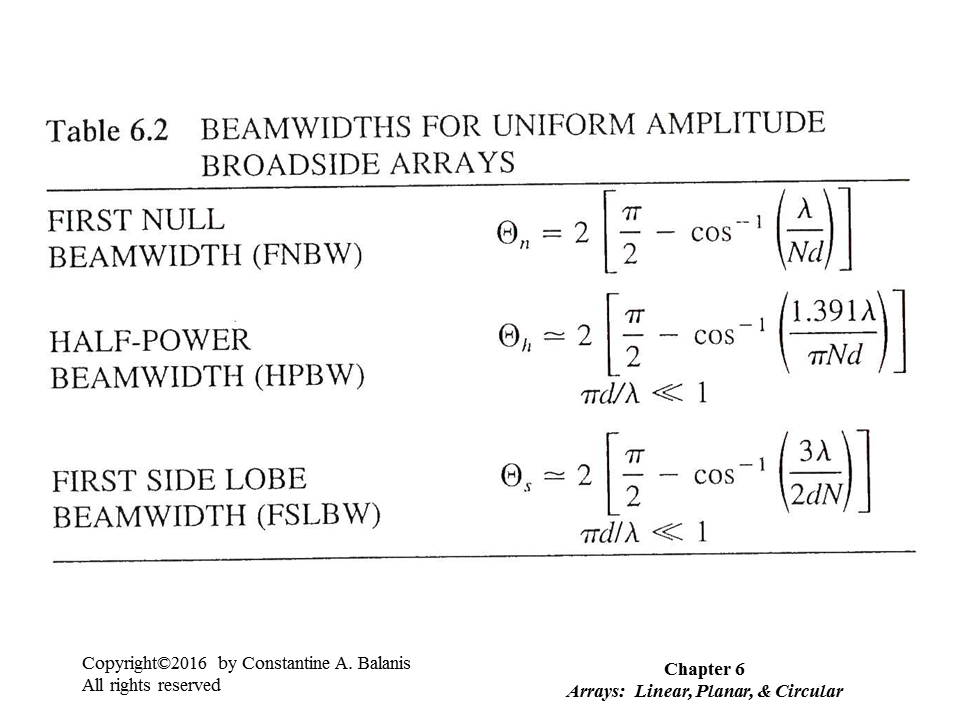 Table 6.2 BEAMWIDTHS FOR UNIFORM AMPLITUDE
BROADSIDE ARRAYS
FIRST NULL
BEAMWIDTH (FNBW)
Θₙ = 2 [π/2 − cos⁻¹ (λ/Nd)]
HALF-POWER
BEAMWIDTH (HPBW)
Θₕ ≃ 2 [π/2 − cos⁻¹ (1.391λ/πNd)]
πd/λ ≪ 1
FIRST SIDE LOBE
BEAMWIDTH (FSLBW)
Θₛ ≃ 2 [π/2 − cos⁻¹ (3λ/2dN)]
πd/λ ≪ 1
Copyright©2016 by Constantine A. Balanis
All rights reserved
Chapter 6
Arrays: Linear, Planar, & Circular